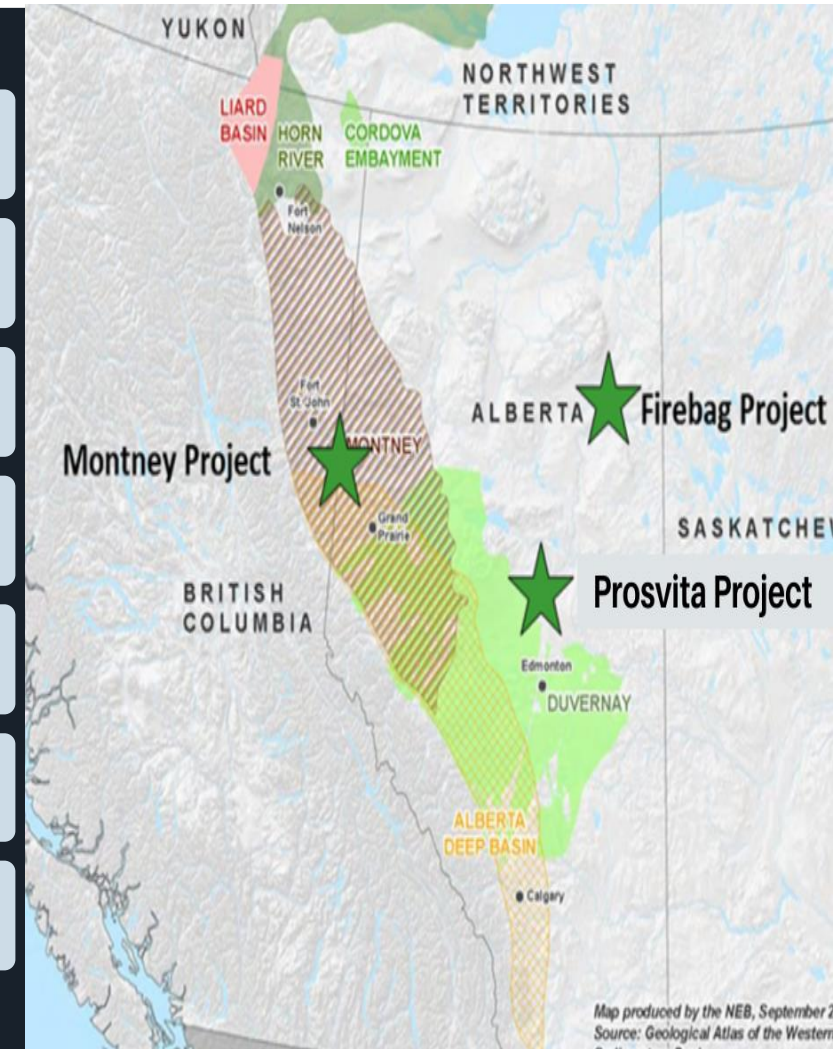 YUKON
NORTHWEST
TERRITORIES
LIARD
BASIN
HORN
RIVER
CORDOVA
EMBAYMENT
Fort
Nelson
Fort
St John
ALBERTA
Firebag Project
MONTNEY
Montney Project
Grand
Prairie
SASKATCHEW
BRITISH
COLUMBIA
Prosvita Project
Edmonton
DUVERNAY
ALBERTA
DEEP BASIN
Calgary
Map produced by the NEB, September 2
Source: Geological Atlas of the Western